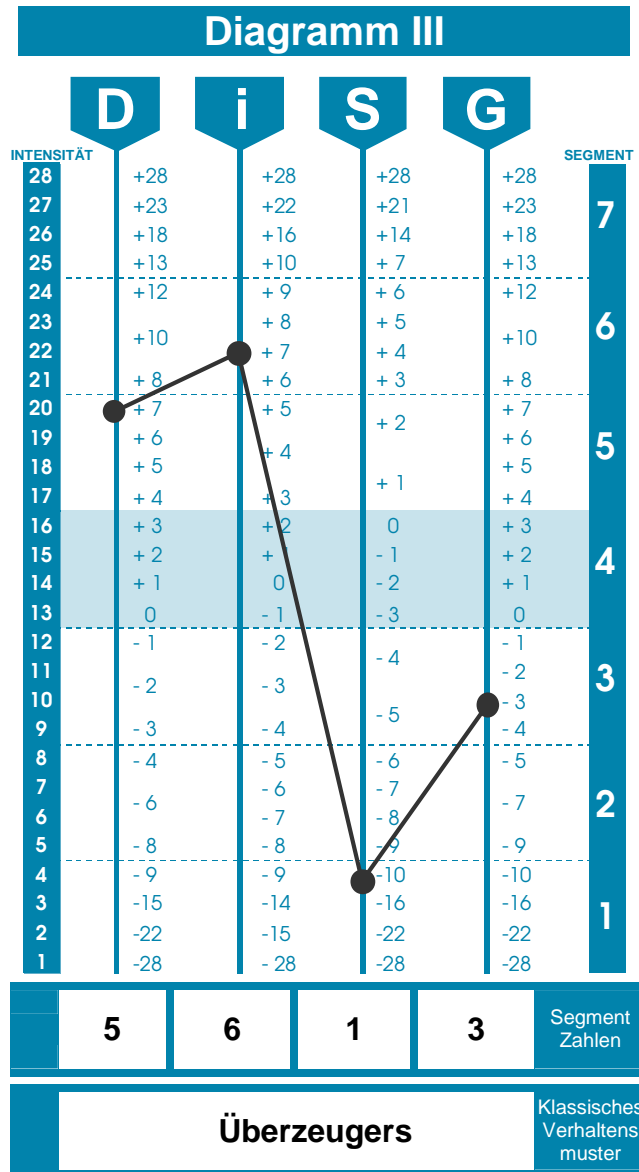 Diagramm III
D i S G
INTENSITÄT SEGMENT
28 +28 +28 +28 +28
27 +23 +22 +21 +23 7
26 +18 +16 +14 +18
25 +13 +10 + 7 +13
24 +12 + 9 + 6 +12
23 + 8 + 5
+10 +10 6
22 + 7 + 4
21 + 8 + 6 + 3 + 8
20 + 7 + 5 + 7
+ 2
19 + 6 + 4 + 6 5
18 + 5 + 5
+ 1
17 + 4 + 3 + 4
16 + 3 + 2 0 + 3
15 + 2 + - 1 + 2 4
14 + 1 0 - 2 + 1
13 0 - 1 - 3 0
12 - 1 - 2 - 1
- 4
11 - 2 3
- 2 - 3
10 - 3
- 5
9 - 3 - 4 - 4
8 - 4 - 5 - 6 - 5
7 - 6 - 7
- 6 - 7 2
6 - 7 - 8
5 - 8 - 8 - 9 - 9
4 - 9 - 9 -10 -10
3 -15 -14 -16 -16 1
2 -22 -15 -22 -22
1 -28 - 28 -28 -28
5 6 1 3 Segment
Zahlen
Überzeugers Klassisches
Verhaltens
muster